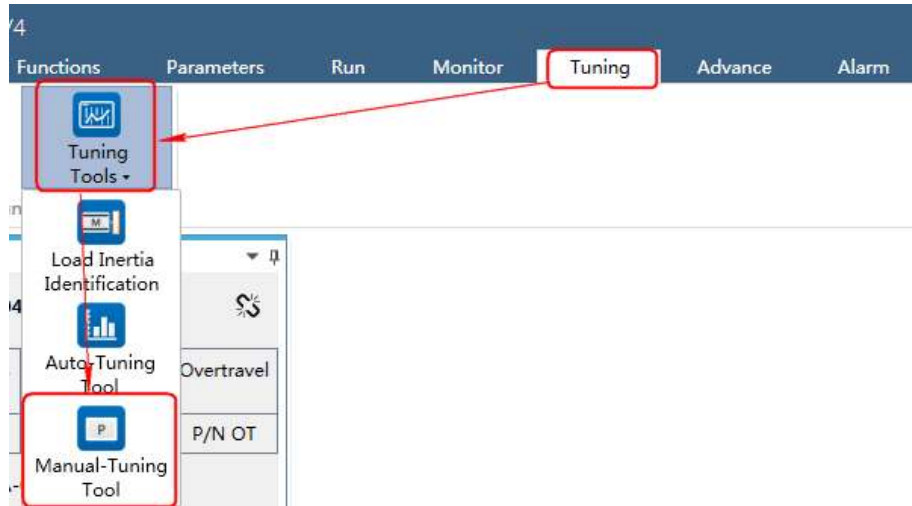 /4
Functions Parameters Run Monitor Tuning Advance Alarm
Tuning
Tools
M
Load Inertia
Identification
Auto-Tuning
Tool
Overtravel
P
P/N OT
Manual-Tuning
Tool